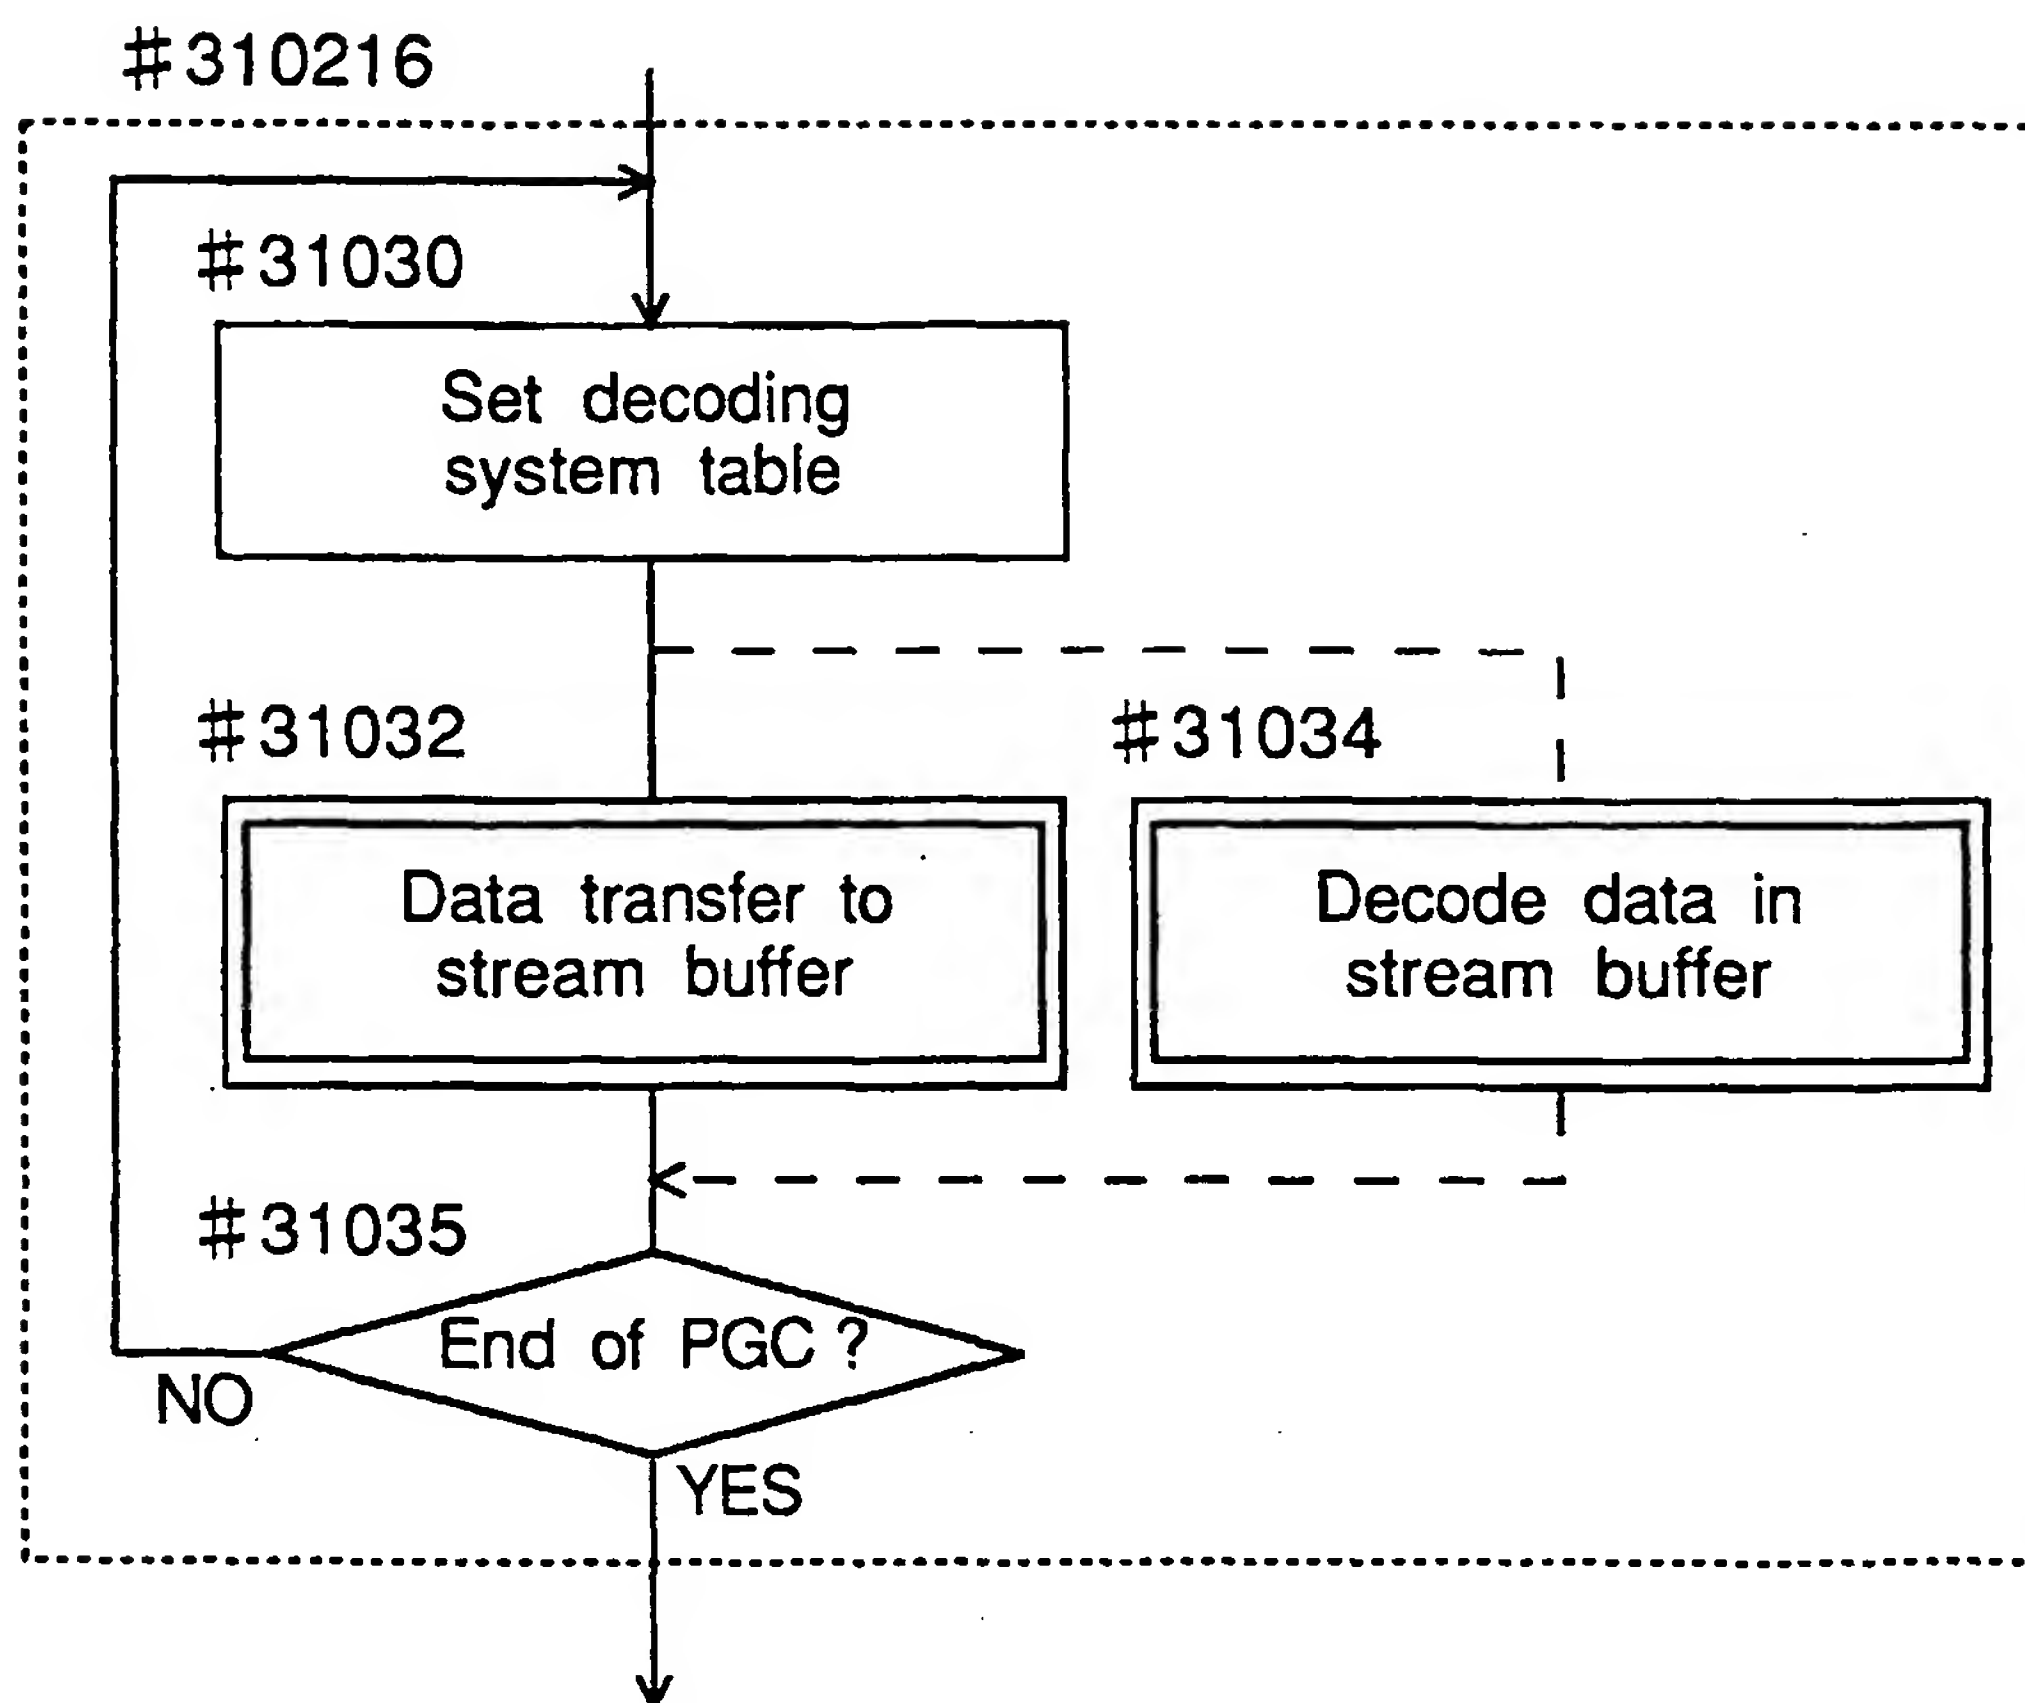 #310216
#31030
Set decoding
system table
#31032
#31034
Data transfer to
stream buffer
Decode data in
stream buffer
#31035
End of PGC ?
NO
YES